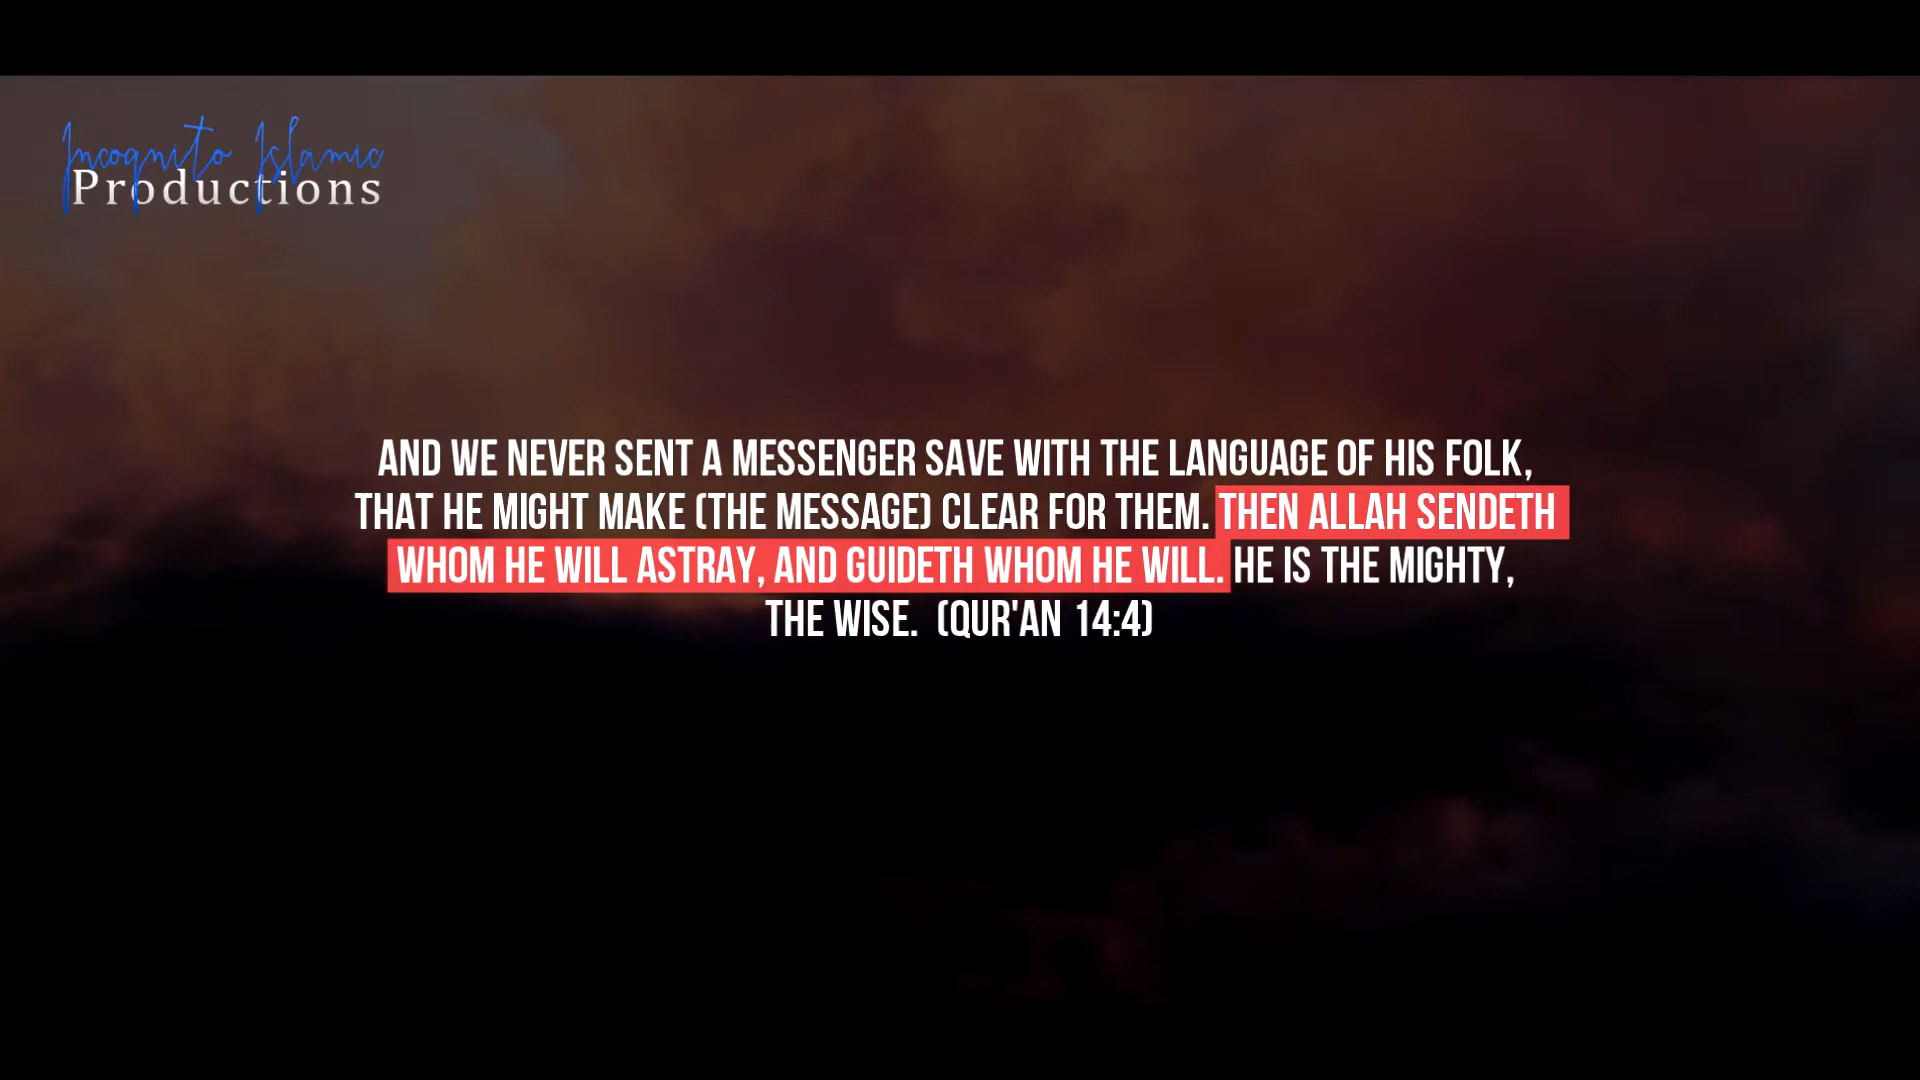 Incognito Islamic
Productions
AND WE NEVER SENT A MESSENGER SAVE WITH THE LANGUAGE OF HIS FOLK,
THAT HE MIGHT MAKE (THE MESSAGE) CLEAR FOR THEM. THEN ALLAH SENDETH
WHOM HE WILL ASTRAY, AND GUIDETH WHOM HE WILL. HE IS THE MIGHTY,
THE WISE. (QUR'AN 14:4)